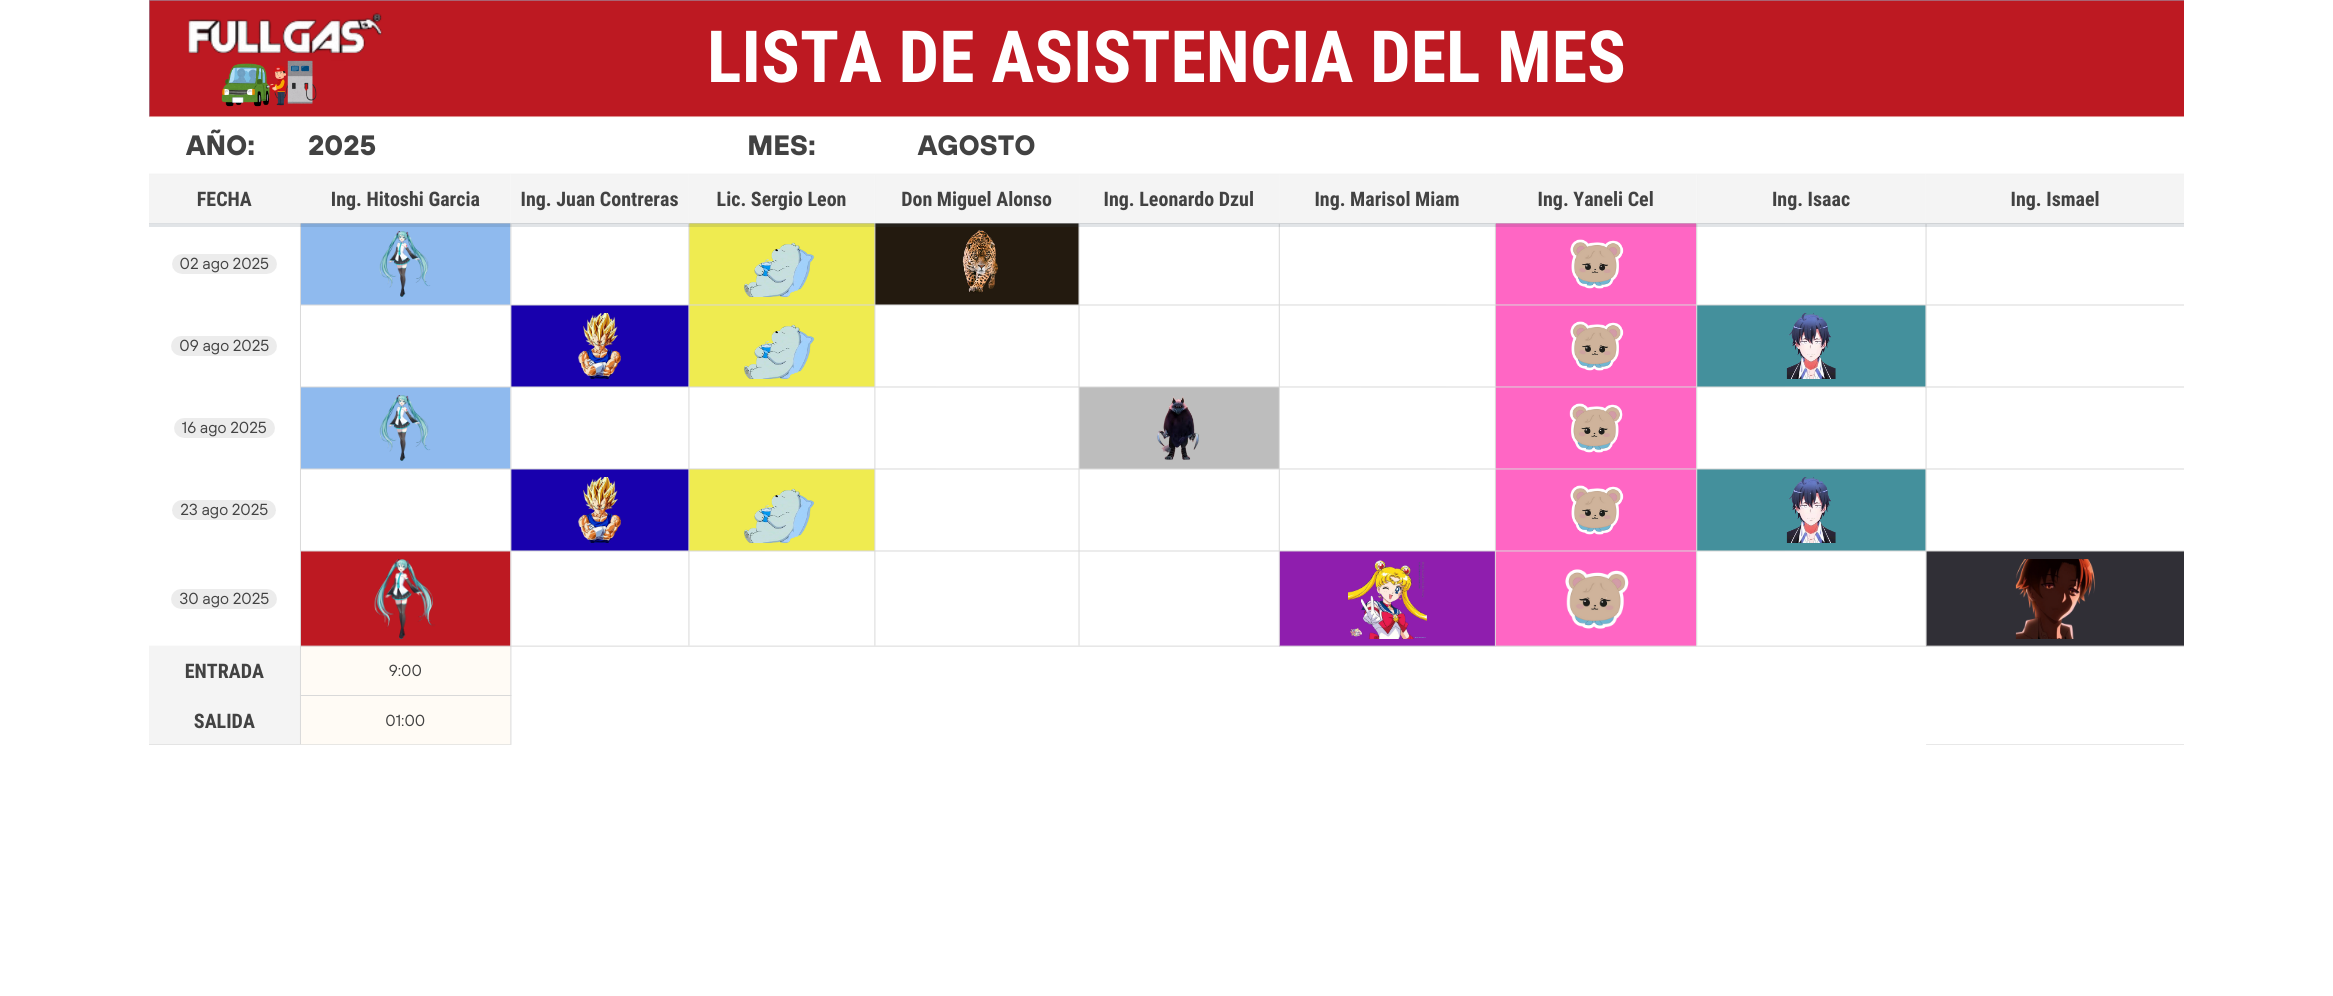 FULLGAS
LISTA DE ASISTENCIA DEL MES
AÑO: 2025 MES: AGOSTO
FECHA Ing. Hitoshi Garcia Ing. Juan Contreras Lic. Sergio Leon Don Miguel Alonso Ing. Leonardo Dzul Ing. Marisol Miam Ing. Yaneli Cel Ing. Isaac Ing. Ismael
02 ago 2025
09 ago 2025
16 ago 2025
23 ago 2025
30 ago 2025
ENTRADA 9:00
SALIDA 01:00